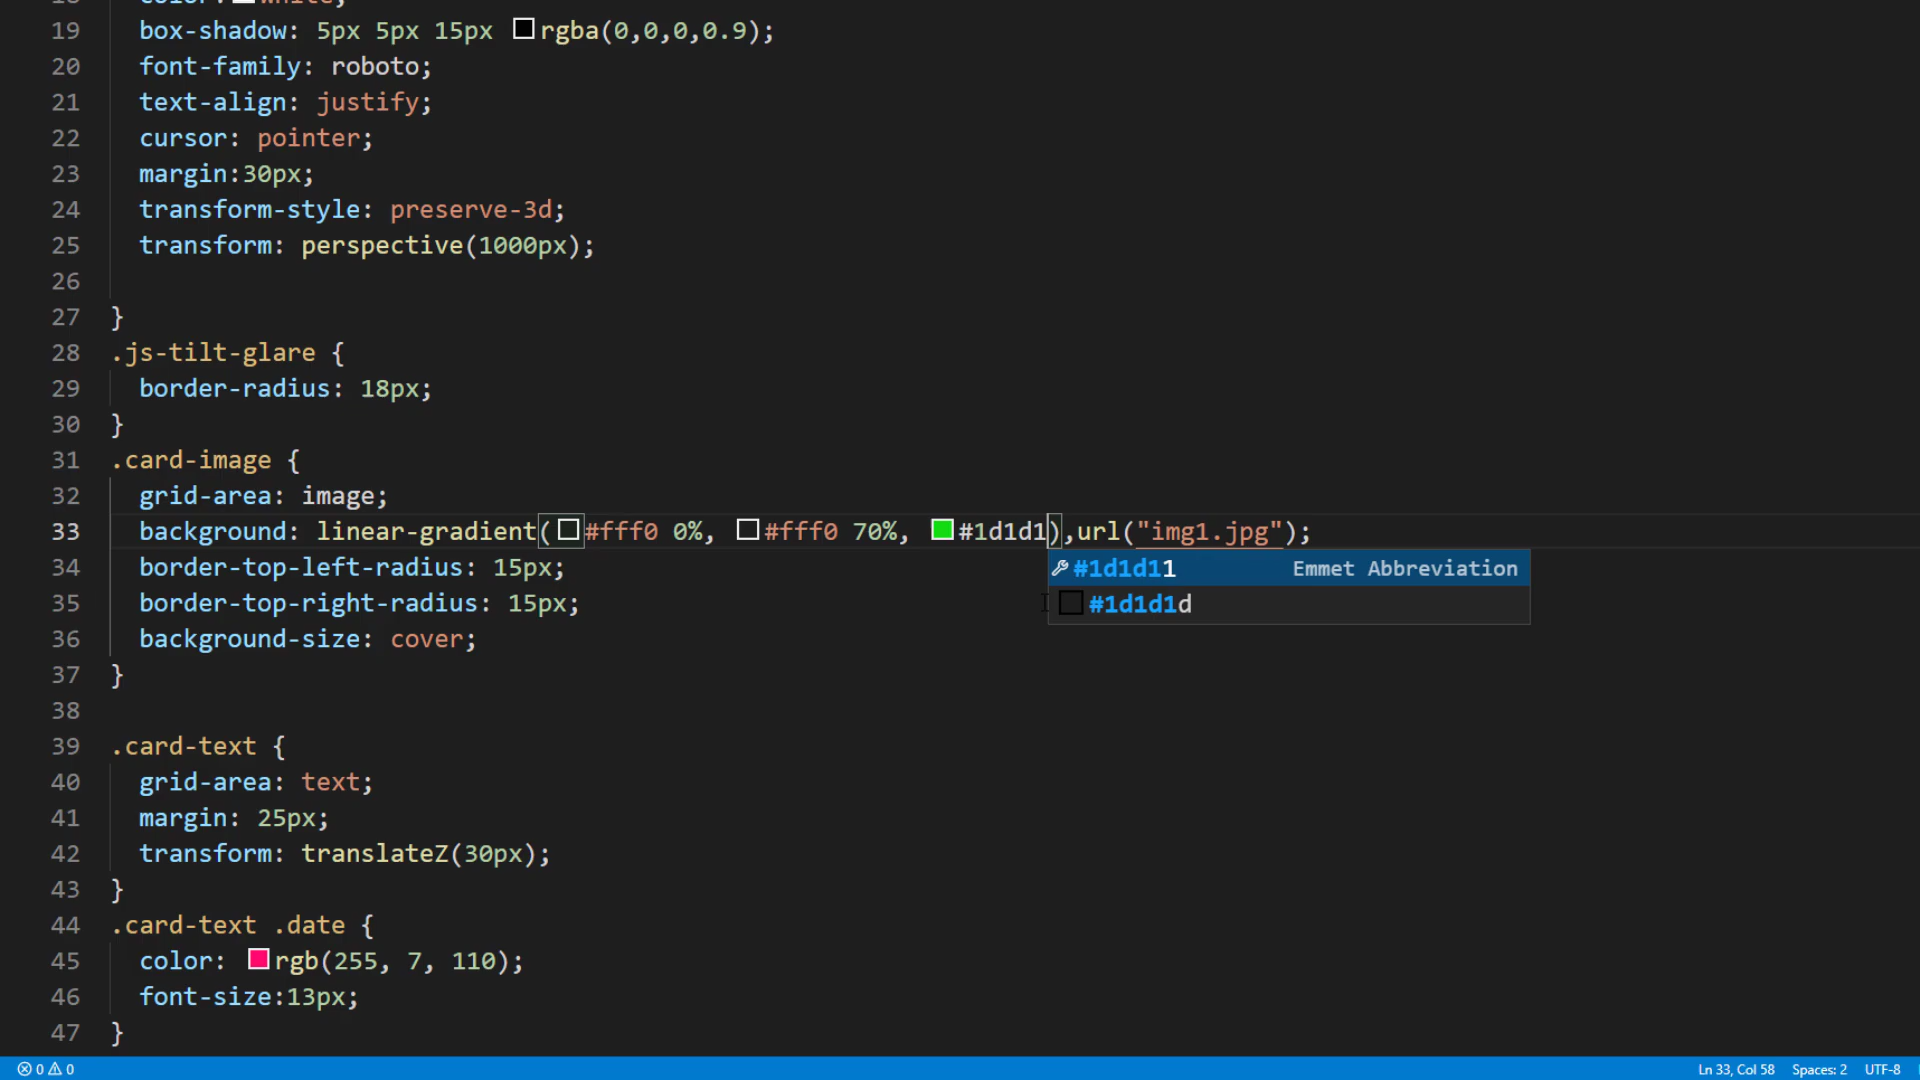 18 color: white;
19 box-shadow: 5px 5px 15px rgba(0,0,0,0.9);
20 font-family: roboto;
21 text-align: justify;
22 cursor: pointer;
23 margin:30px;
24 transform-style: preserve-3d;
25 transform: perspective(1000px);
26
27 }
28 .js-tilt-glare {
29 border-radius: 18px;
30 }
31 .card-image {
32 grid-area: image;
33 background: linear-gradient(#fff0 0%, #fff0 70%, #1d1d1),url("img1.jpg");
34 border-top-left-radius: 15px;
#1d1d11 Emmet Abbreviation
35 border-top-right-radius: 15px;
#1d1d1d
36 background-size: cover;
37 }
38
39 .card-text {
40 grid-area: text;
41 margin: 25px;
42 transform: translateZ(30px);
43 }
44 .card-text .date {
45 color: rgb(255, 7, 110);
46 font-size:13px;
47 }
0 0 Ln 33, Col 58 Spaces: 2 UTF-8